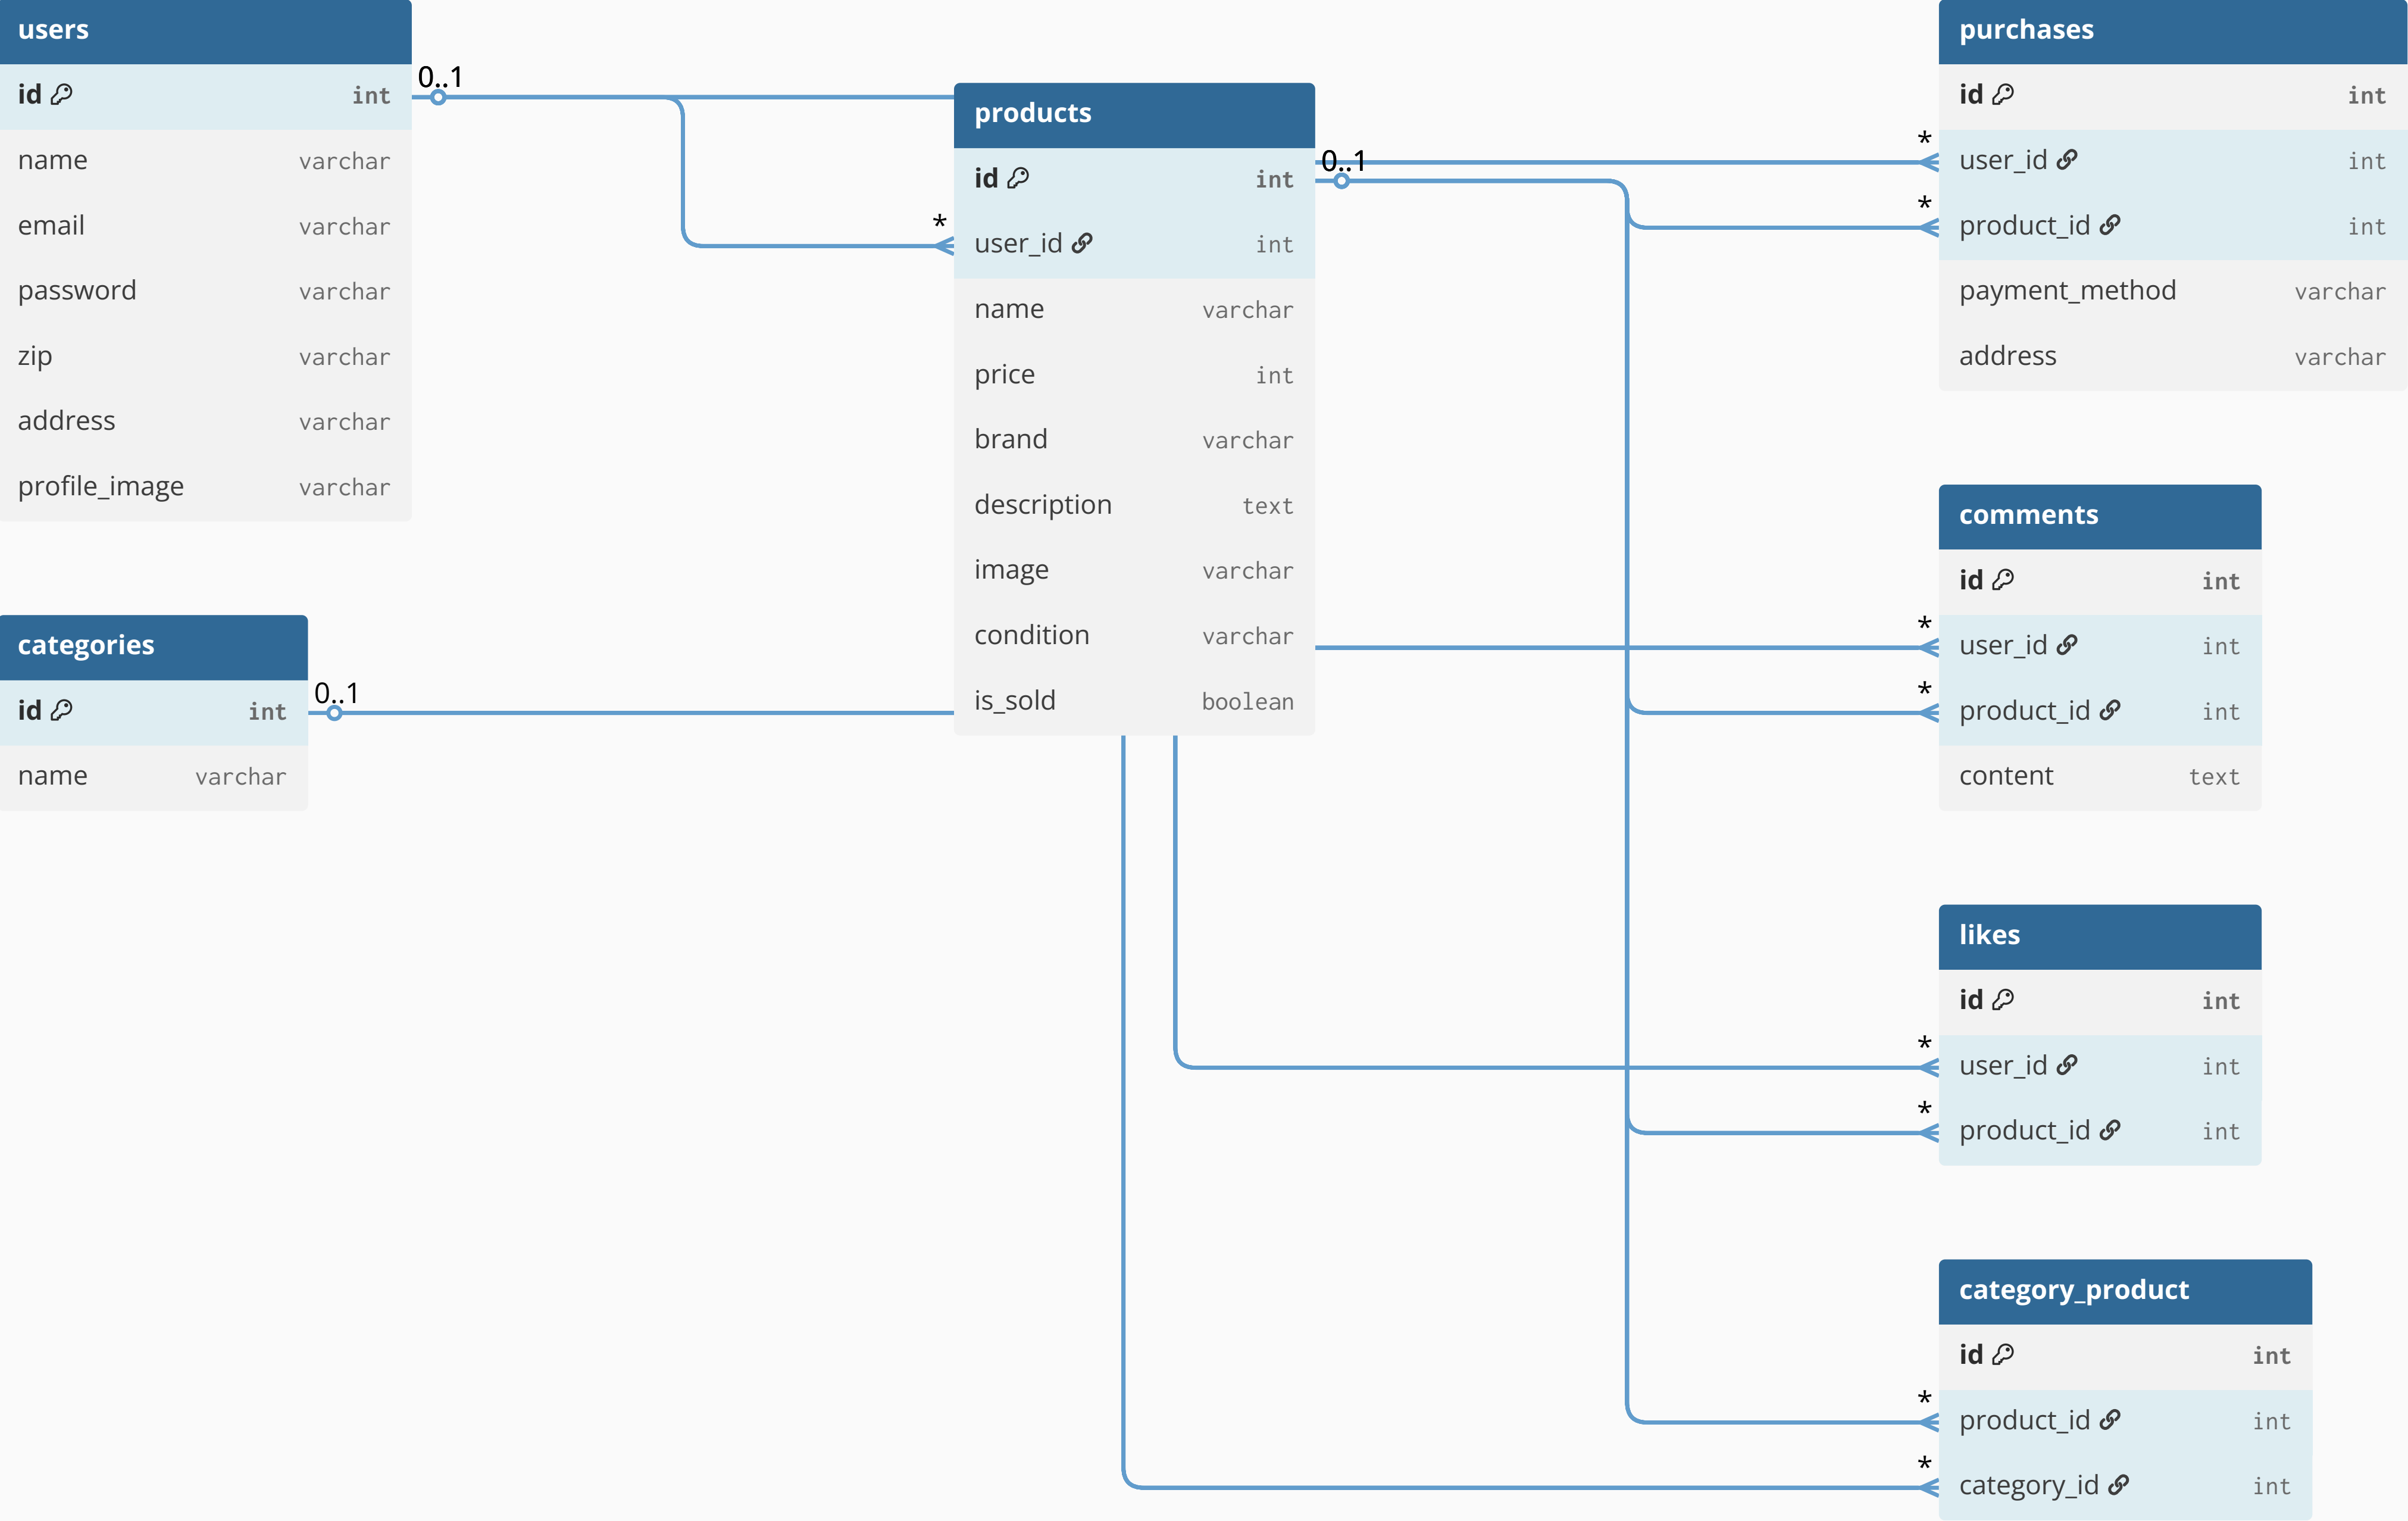 users
id int
name varchar
email varchar
password varchar
zip varchar
address varchar
profile_image varchar
0..1
categories
id int
name varchar
0..1
products
id int
user_id int
name varchar
price int
brand varchar
description text
image varchar
condition varchar
is_sold boolean
*
0..1
purchases
id int
user_id int
product_id int
payment_method varchar
address varchar
*
*
comments
id int
user_id int
product_id int
content text
*
*
likes
id int
user_id int
product_id int
*
*
category_product
id int
product_id int
category_id int
*
*